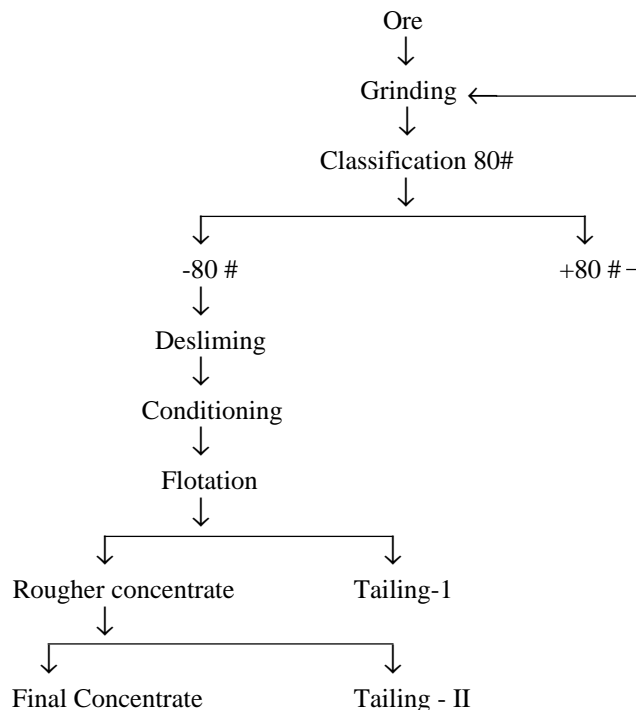 Ore
Grinding
Classification 80#
-80 # +80 #
Desliming
Conditioning
Flotation
Rougher concentrate Tailing-1
Final Concentrate Tailing - II